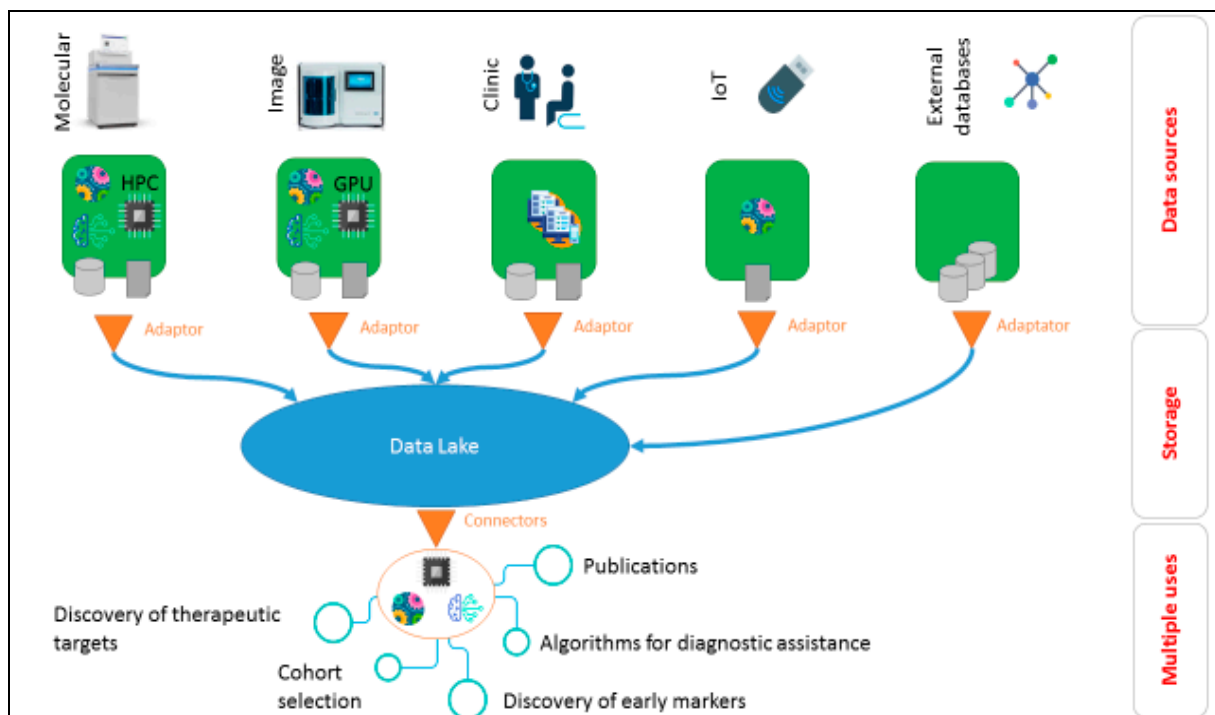 Molecular
Image
Clinic
IoT
External
databases
HPC
GPU
Adaptor
Adaptor
Adaptor
Adaptor
Adaptator
Data Lake
Connectors
Publications
Discovery of therapeutic
targets
Algorithms for diagnostic assistance
Cohort
selection
Discovery of early markers
Data sources
Storage
Multiple uses